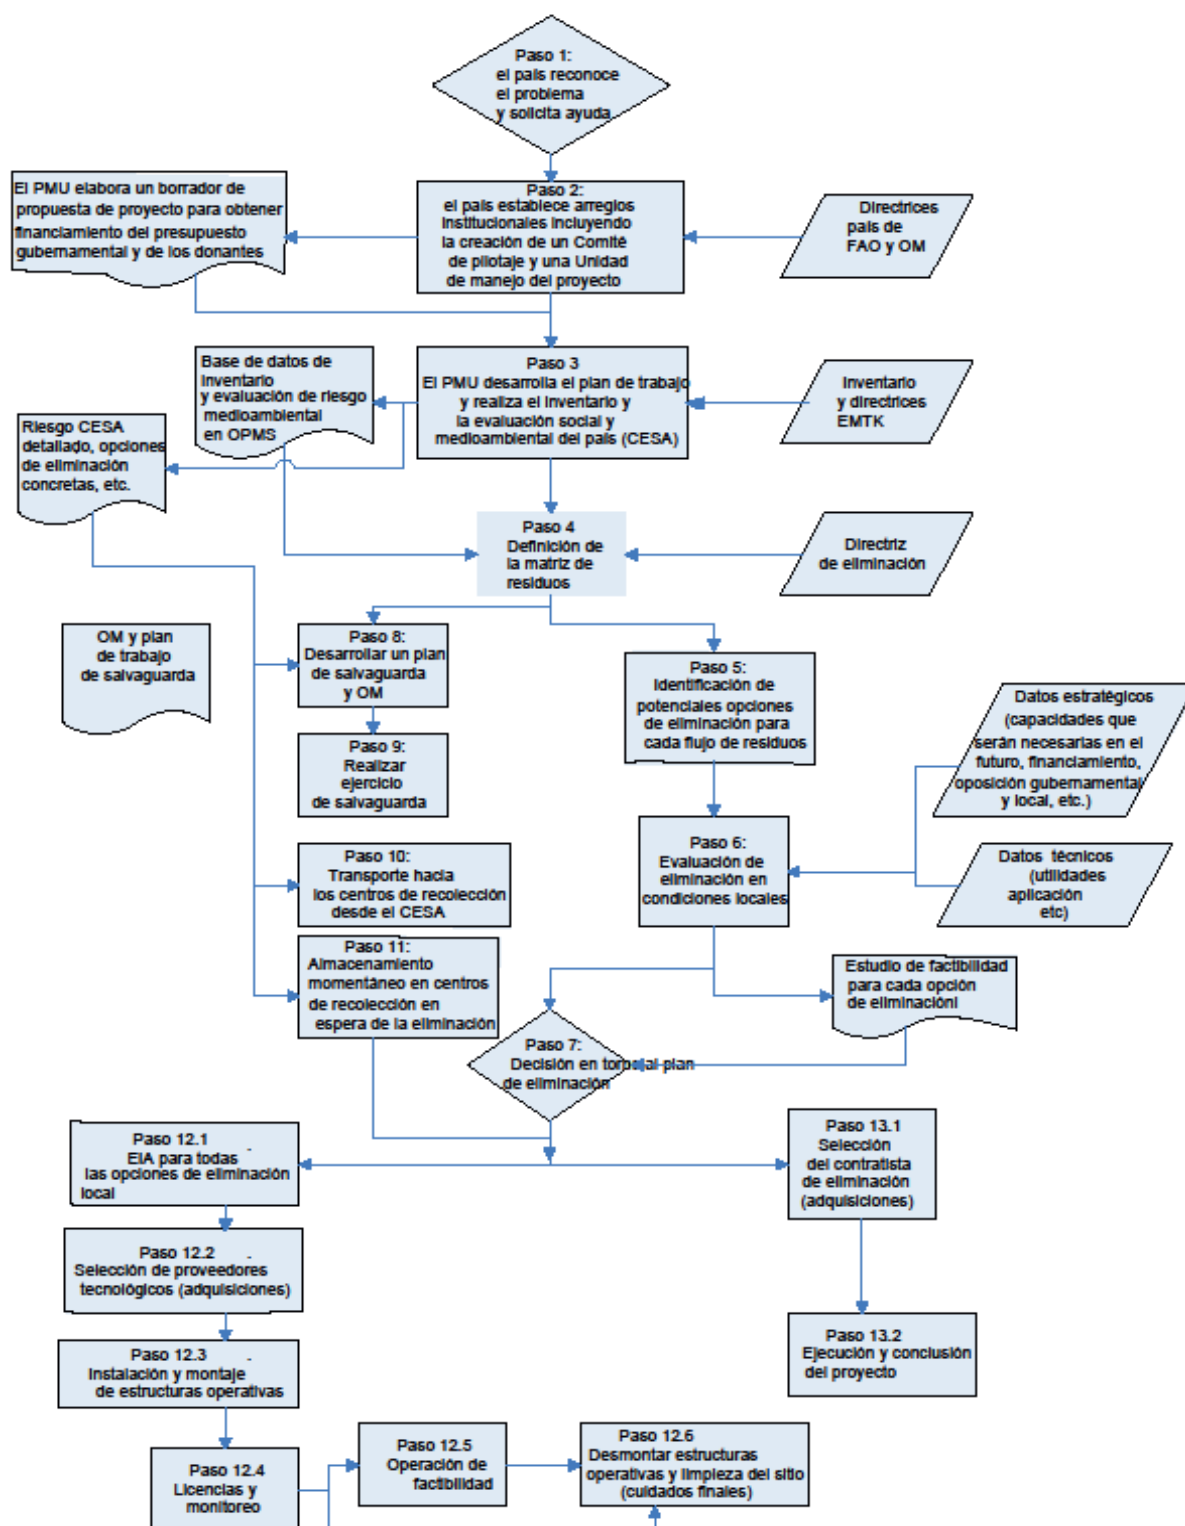 Paso 1:
el país reconoce
el problema
y solicita ayuda
El PMU elabora un borrador de
propuesta de proyecto para obtener
financiamiento del presupuesto
gubernamental y de los donantes
Paso 2:
el país establece arreglos
institucionales incluyendo
la creación de un Comité
de pilotaje y una Unidad
de manejo del proyecto
Directrices
país de
FAO y OM
Base de datos de
inventario
y evaluación de riesgo
medioambiental
en OPMS
Paso 3
El PMU desarrolla el plan de trabajo
y realiza el inventario y
la evaluación social y
medioambiental del país (CESA)
Inventario
y directrices
EMTK
Riesgo CESA
detallado, opciones
de eliminación
concretas, etc.
Paso 4
Definición de
la matriz de
residuos
Directriz
de eliminación
OM y plan
de trabajo
de salvaguarda
Paso 8:
Desarrollar un plan
de salvaguarda
y OM
Paso 5:
Identificación de
potenciales opciones
de eliminación para
cada flujo de residuos
Datos estratégicos
(capacidades que
serán necesarias en el
futuro, financiamiento,
oposición gubernamental
y local, etc.)
Paso 9:
Realizar
ejercicio
de salvaguarda
Paso 6:
Evaluación de
eliminación en
condiciones locales
Paso 10:
Transporte hacia
los centros de recolección
desde el CESA
Datos técnicos
(utilidades
aplicación
etc)
Paso 11:
Almacenamiento
momentáneo en centros
de recolección en
espera de la eliminación
Estudio de factibilidad
para cada opción
de eliminaciónl
Paso 7:
Decisión en torno al plan
de eliminación
Paso 12.1
EIA para todas
las opciones de eliminación
local
Paso 13.1
Selección
del contratista
de eliminación
(adquisiciones)
Paso 12.2
Selección de proveedores
tecnológicos (adquisiciones)
Paso 12.3
Instalación y montaje
de estructuras operativas
Paso 13.2
Ejecución y conclusión
del proyecto
Paso 12.4
Licencias y
monitoreo
Paso 12.5
Operación de
factibilidad
Paso 12.6
Desmontar estructuras
operativas y limpieza del sitio
(cuidados finales)